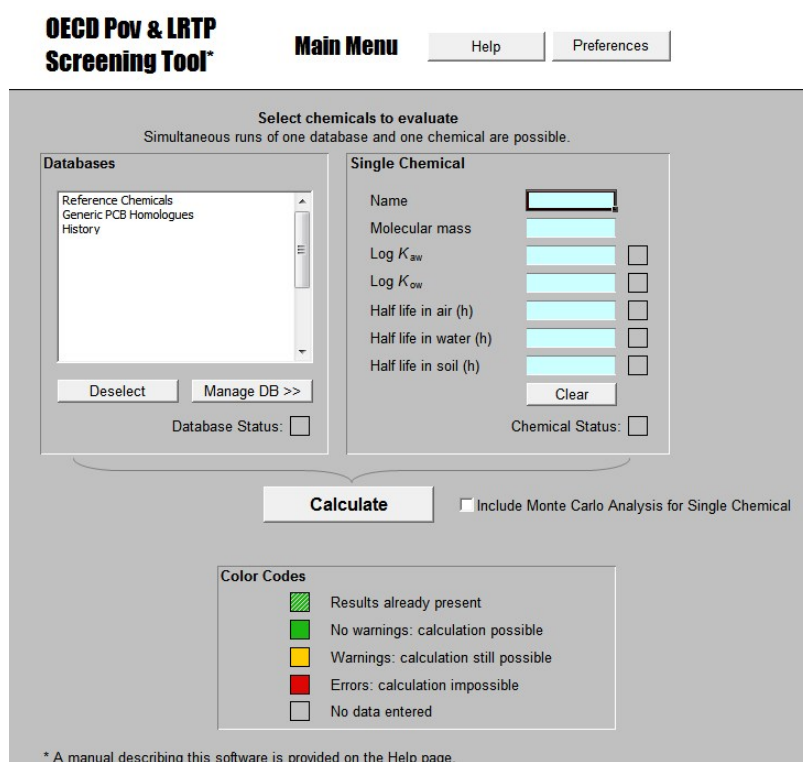 OECD Pov & LRTP
Screening Tool*
Main Menu
Help
Preferences
Select chemicals to evaluate
Simultaneous runs of one database and one chemical are possible.
Databases
Reference Chemicals
Generic PCB Homologues
History
Deselect
Manage DB >>
Database Status:
Single Chemical
Name
Molecular mass
Log Kaw
Log Kow
Half life in air (h)
Half life in water (h)
Half life in soil (h)
Clear
Chemical Status:
Calculate
Include Monte Carlo Analysis for Single Chemical
Color Codes
Results already present
No warnings: calculation possible
Warnings: calculation still possible
Errors: calculation impossible
No data entered
* A manual describing this software is provided on the Help page.